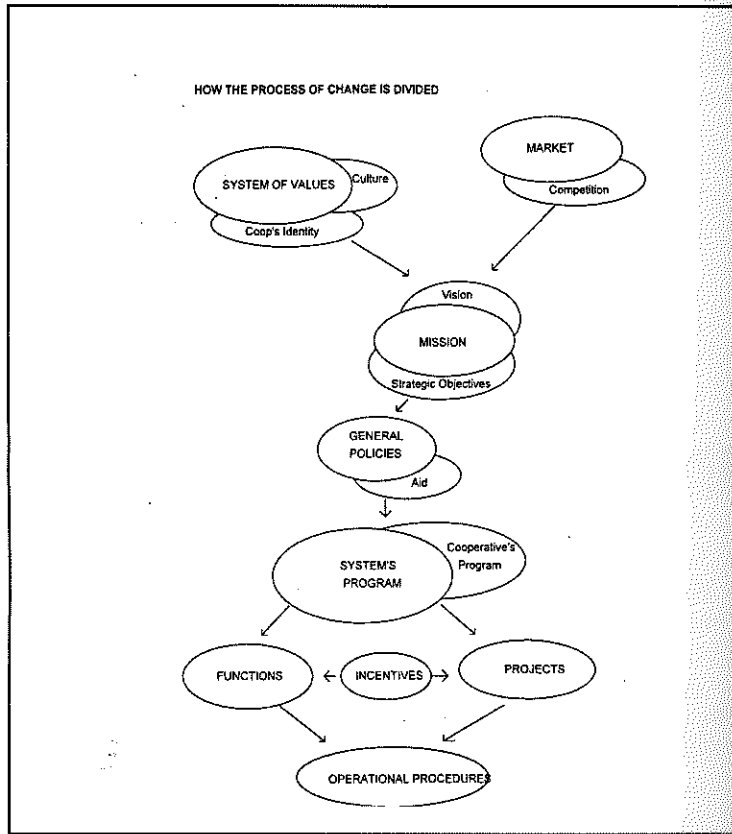 HOW THE PROCESS OF CHANGE IS DIVIDED
MARKET
Competition
SYSTEM OF VALUES
Culture
Coop's Identity
Vision
MISSION
Strategic Objectives
GENERAL
POLICIES
Aid
SYSTEM'S
PROGRAM
Cooperative's
Program
FUNCTIONS
INCENTIVES
PROJECTS
OPERATIONAL PROCEDURES